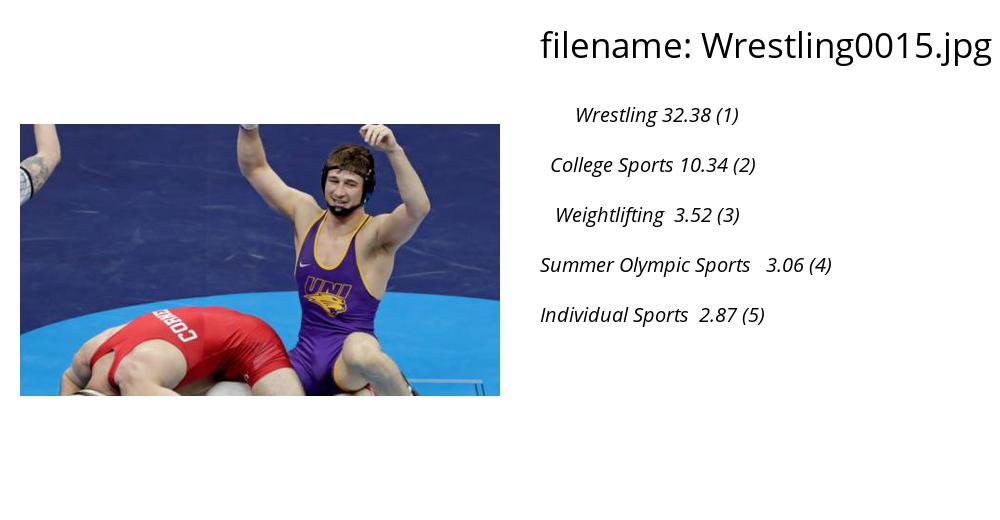 filename: Wrestling0015.jpg
Wrestling 32.38 (1)
College Sports 10.34 (2)
Weightlifting 3.52 (3)
Summer Olympic Sports 3.06 (4)
Individual Sports 2.87 (5)
UNI
CORNE